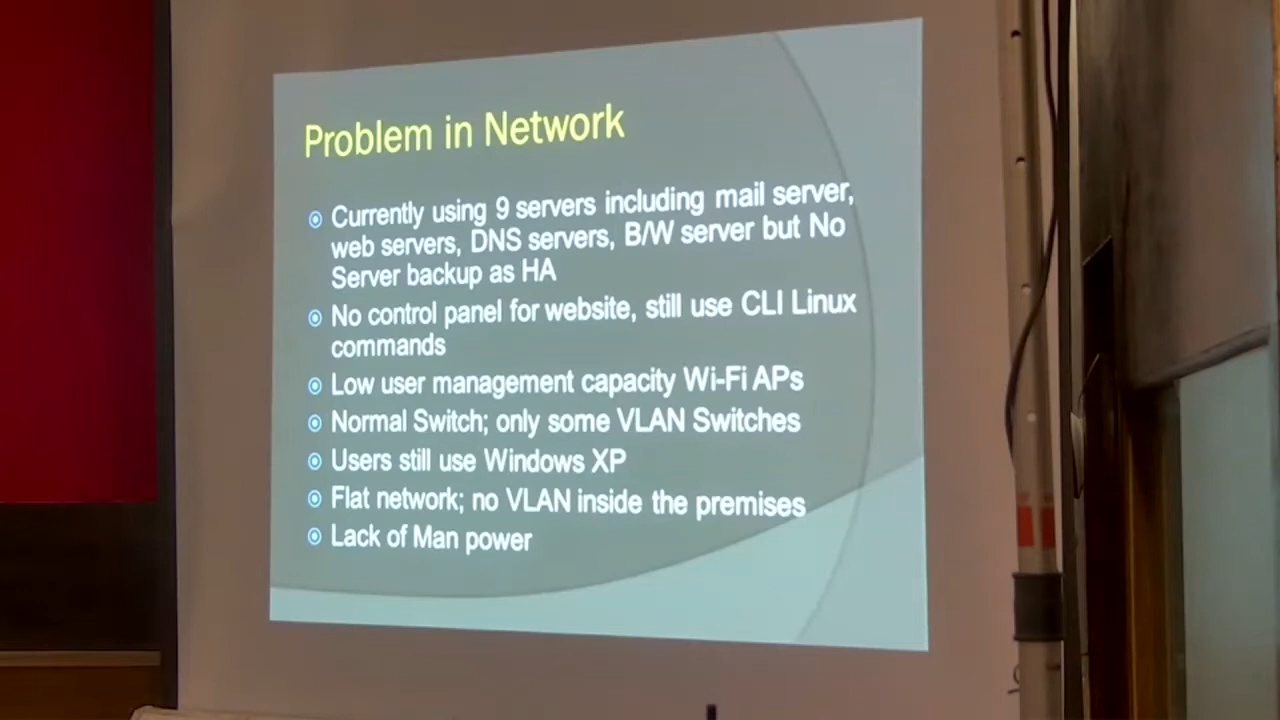 Problem in Network
Currently using 9 servers including mail server,
web servers, DNS servers, B/W server but No
Server backup as HA
No control panel for website, still use CLI Linux
commands
Low user management capacity Wi-Fi APs
Normal Switch; only some VLAN Switches
Users still use Windows XP
Flat network; no VLAN inside the premises
Lack of Man power